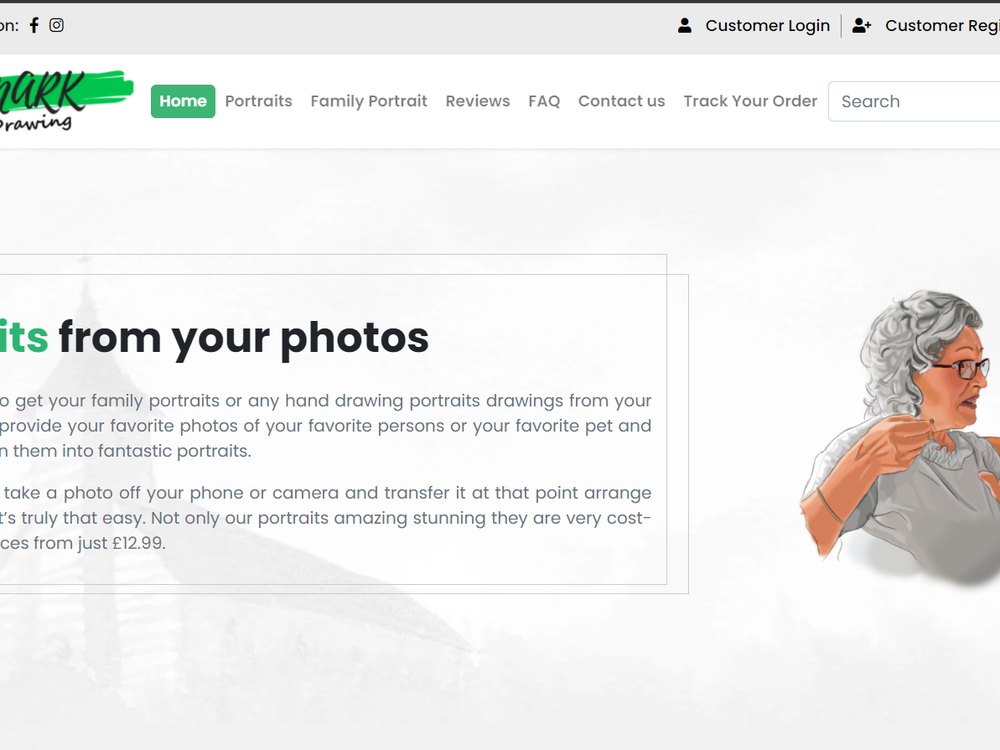 on:
Customer Login
Customer Regi
ARK
Drawing
Home
Portraits
Family Portrait
Reviews
FAQ
Contact us
Track Your Order
Search
its from your photos
o get your family portraits or any hand drawing portraits drawings from your
provide your favorite photos of your favorite persons or your favorite pet and
n them into fantastic portraits.
take a photo off your phone or camera and transfer it at that point arrange
t's truly that easy. Not only our portraits amazing stunning they are very cost-
ces from just £12.99.